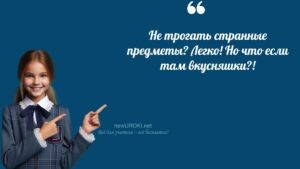 ❝
Не трогать странные
предметы? Легко! Но что если
там вкусняшки?!
newUROKI.net
Всё для учителя – всё бесплатно!